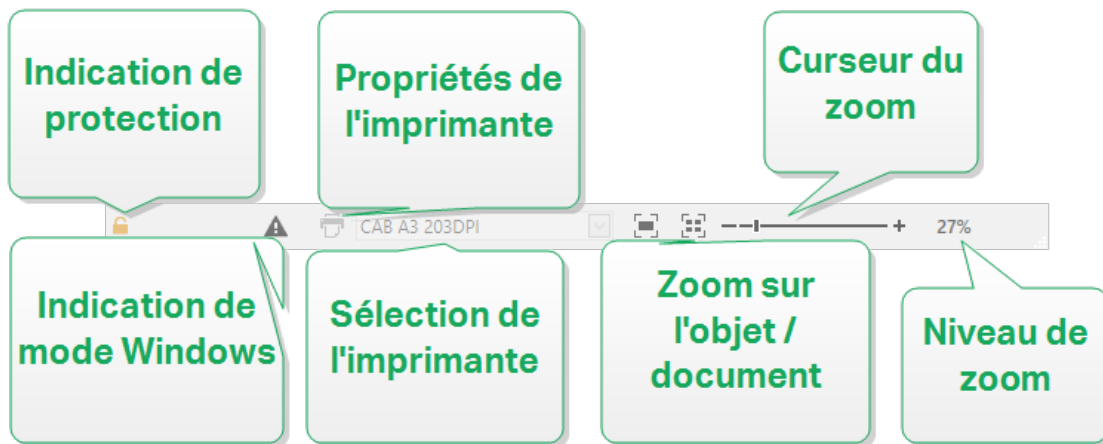 Indication de
protection
Propriétés de
l'imprimante
Curseur du
zoom
CAB A3 203DPI
27%
Indication de
mode Windows
Sélection de
l'imprimante
Zoom sur
l'objet /
document
Niveau de
zoom